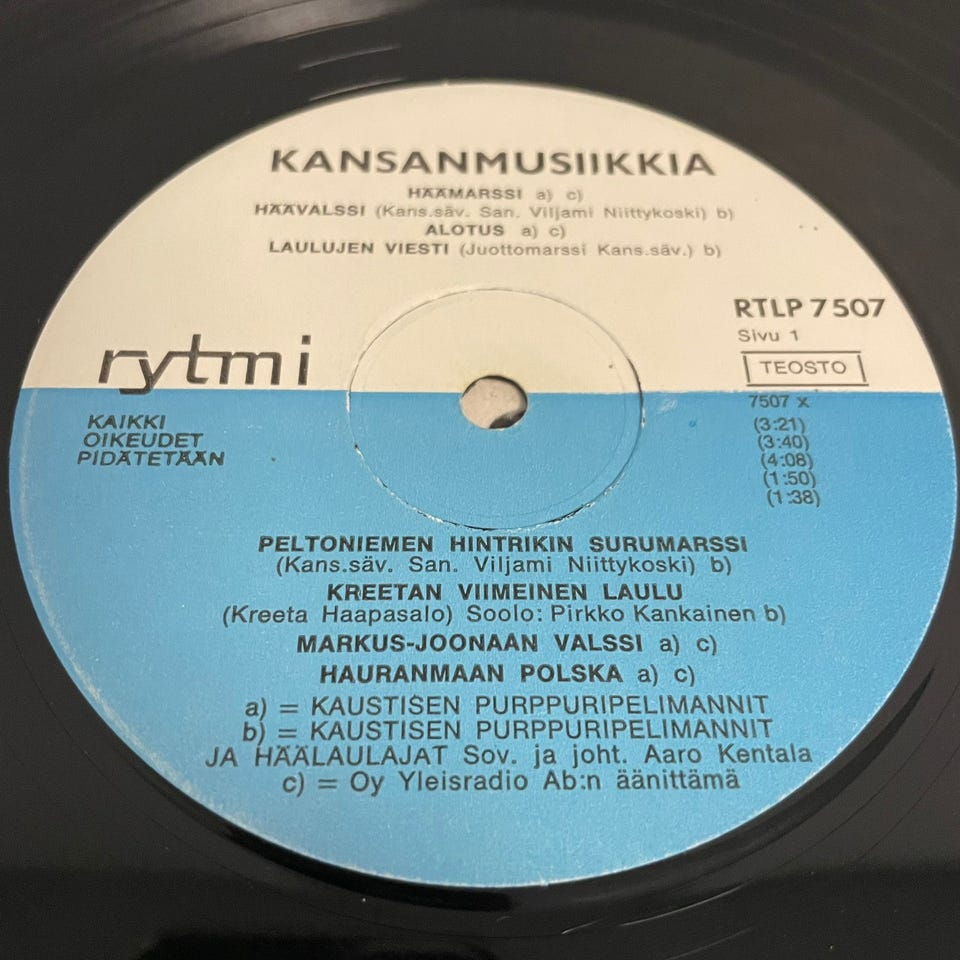 KANSANMUSIIKKIA
HÄÄMARSSI a) c)
HÄÄVALSSI (Kans.säv. San. Viljami Niittykoski) b)
ALOTUS a) c)
LAULUJEN VIESTI (Juottomarssi Kans.säv.) b)
RTLP 7507
Sivu 1
TEOSTO
rytmi
7507 x
KAIKKI
OIKEUDET
PIDÄTETÄÄN
(3:21)
(3:40)
(4:08)
(1:50)
(1:38)
PELTONIEMEN HINTRIKIN SURUMARSSI
(Kans.säv. San. Viljami Niittykoski) b)
KREETAN VIIMEINEN LAULU
(Kreeta Haapasalo) Soolo: Pirkko Kankainen b)
MARKUS-JOONAAN VALSSI a) c)
HAURANMAAN POLSKA a) c)
a) = KAUSTISEN PURPPURIPELIMANNIT
b) = KAUSTISEN PURPPURIPELIMANNIT
JA HÄÄLAULAJAT Sov. ja joht. Aaro Kentala
c) = Oy Yleisradio Ab:n äänittämä